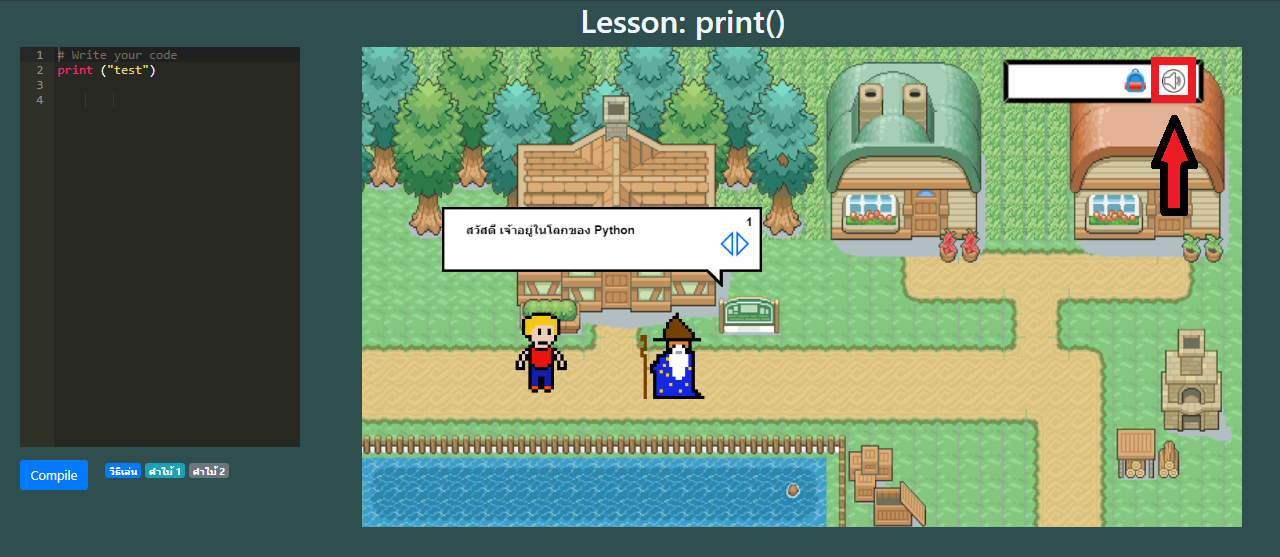 Lesson: print()
1 # Write your code
2 print ("test")
3
4
1
สวัสดี เจ้าอยู่ในโลกของ Python
Compile
วิธีเล่น คำใบ้ 1 คำใบ้ 2